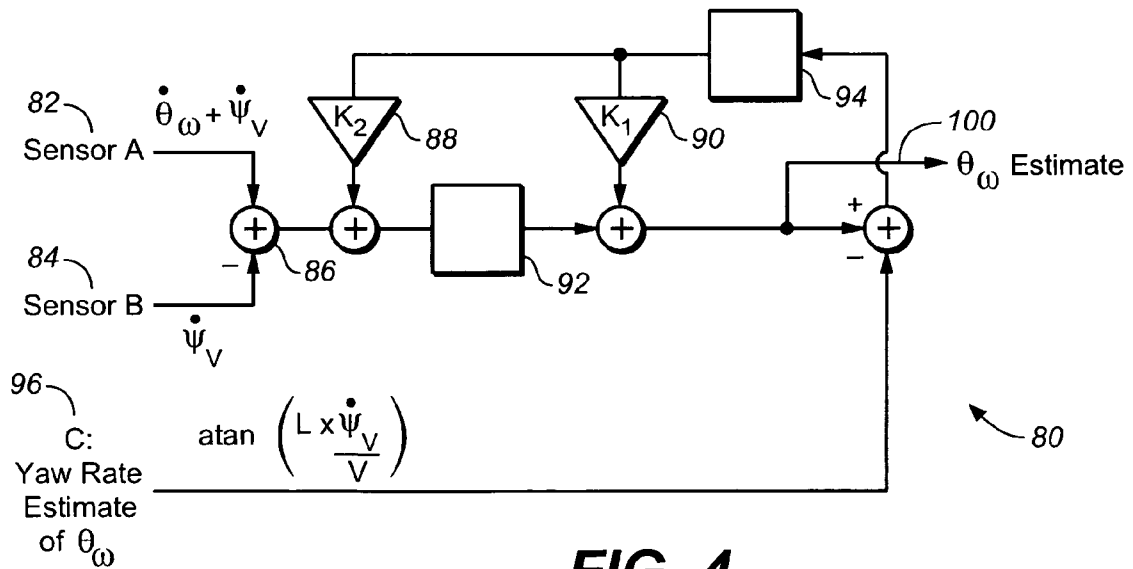 82
θ̇ω + ψ̇V
Sensor A
K2
88
K1
90
94
100
θω Estimate
+
+
+
+
+
−
−
86
92
84
Sensor B
ψ̇V
96
C:
Yaw Rate
Estimate
of θω
atan (L x ψ̇V / V)
80
FIG. 4